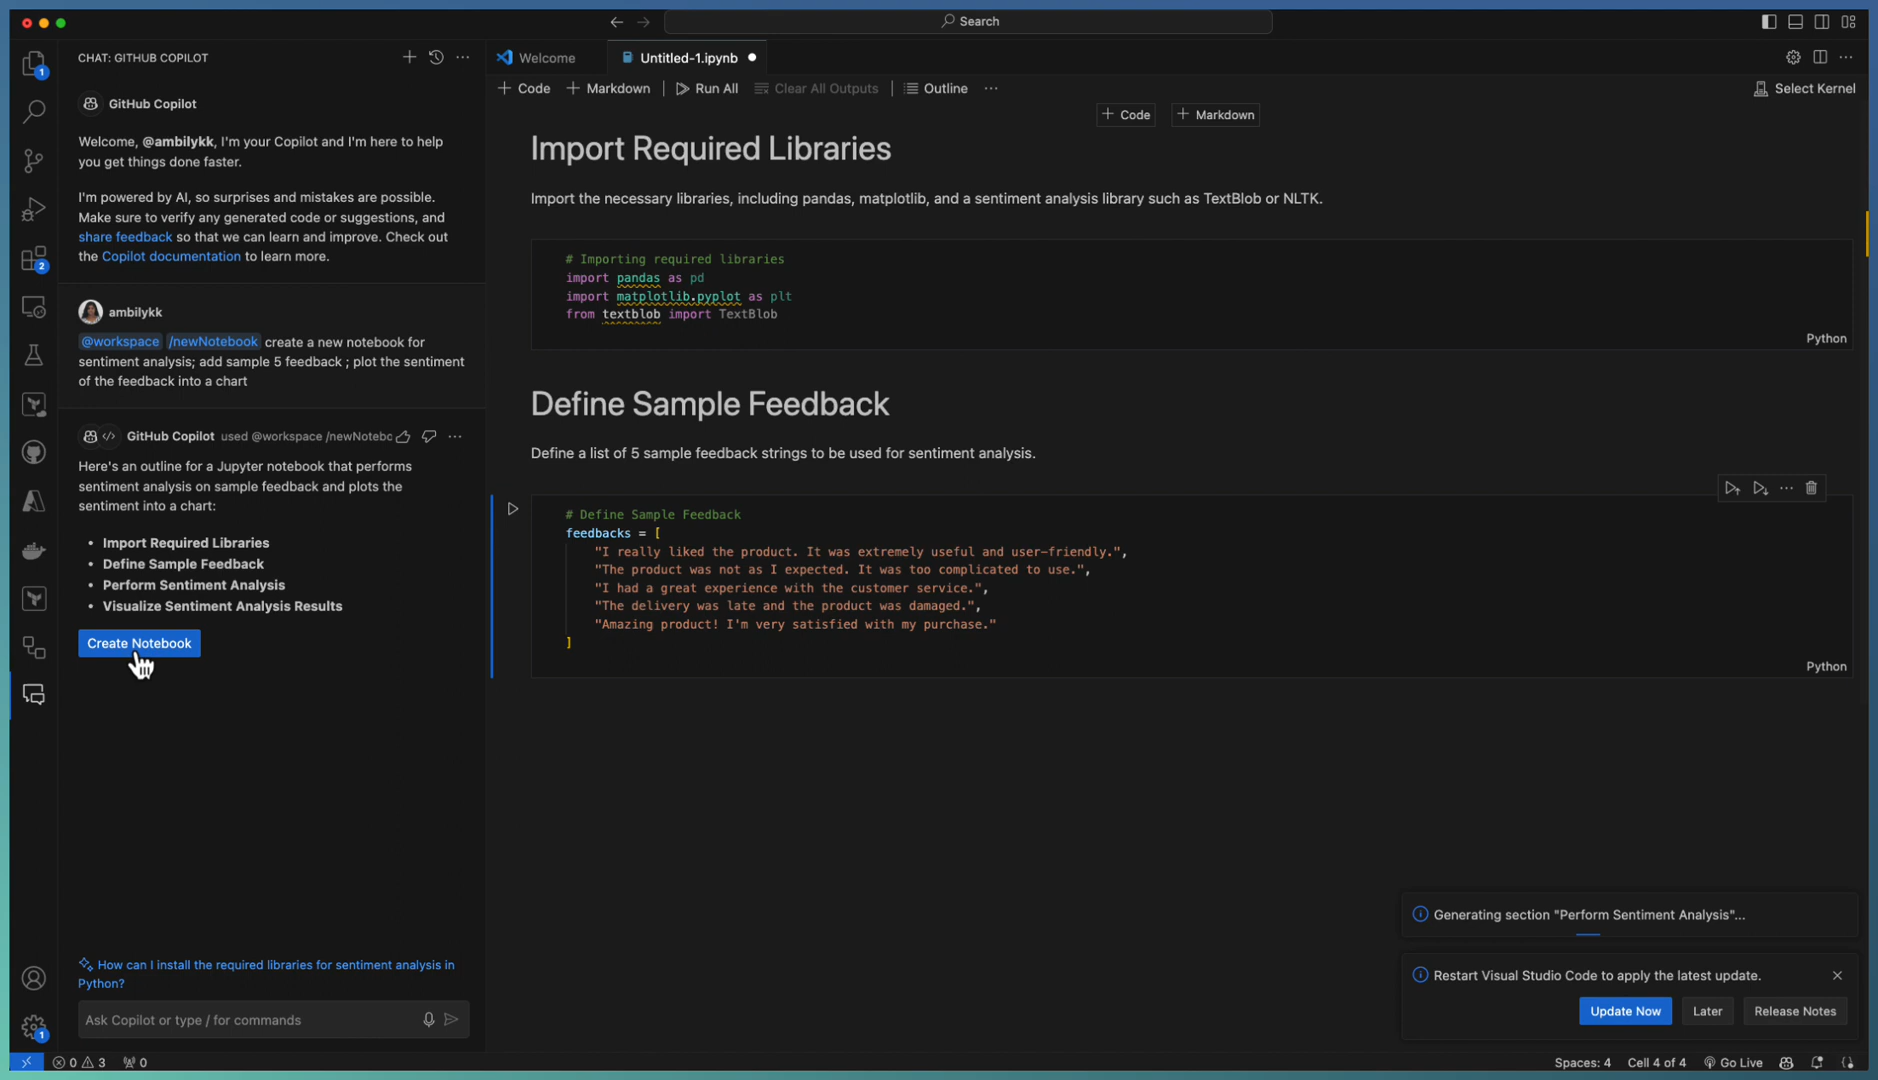 Search
CHAT: GITHUB COPILOT
Welcome
Untitled-1.ipynb
+ Code
+ Markdown
Run All
Clear All Outputs
Outline
Select Kernel
+ Code
+ Markdown
GitHub Copilot
Welcome, @ambilykk, I'm your Copilot and I'm here to help
you get things done faster.
I'm powered by AI, so surprises and mistakes are possible.
Make sure to verify any generated code or suggestions, and
share feedback so that we can learn and improve. Check out
the Copilot documentation to learn more.
ambilykk
@workspace /newNotebook create a new notebook for
sentiment analysis; add sample 5 feedback ; plot the sentiment
of the feedback into a chart
GitHub Copilot used @workspace /newNotebo
Here's an outline for a Jupyter notebook that performs
sentiment analysis on sample feedback and plots the
sentiment into a chart:
• Import Required Libraries
• Define Sample Feedback
• Perform Sentiment Analysis
• Visualize Sentiment Analysis Results
Create Notebook
How can I install the required libraries for sentiment analysis in
Python?
Ask Copilot or type / for commands
Import Required Libraries
Import the necessary libraries, including pandas, matplotlib, and a sentiment analysis library such as TextBlob or NLTK.
# Importing required libraries
import pandas as pd
import matplotlib.pyplot as plt
from textblob import TextBlob
Python
Define Sample Feedback
Define a list of 5 sample feedback strings to be used for sentiment analysis.
# Define Sample Feedback
feedbacks = [
"I really liked the product. It was extremely useful and user-friendly.",
"The product was not as I expected. It was too complicated to use.",
"I had a great experience with the customer service.",
"The delivery was late and the product was damaged.",
"Amazing product! I'm very satisfied with my purchase."
]
Python
Generating section "Perform Sentiment Analysis"...
Restart Visual Studio Code to apply the latest update.
Update Now
Later
Release Notes
1
2
1
0
3
0
Spaces: 4
Cell 4 of 4
Go Live